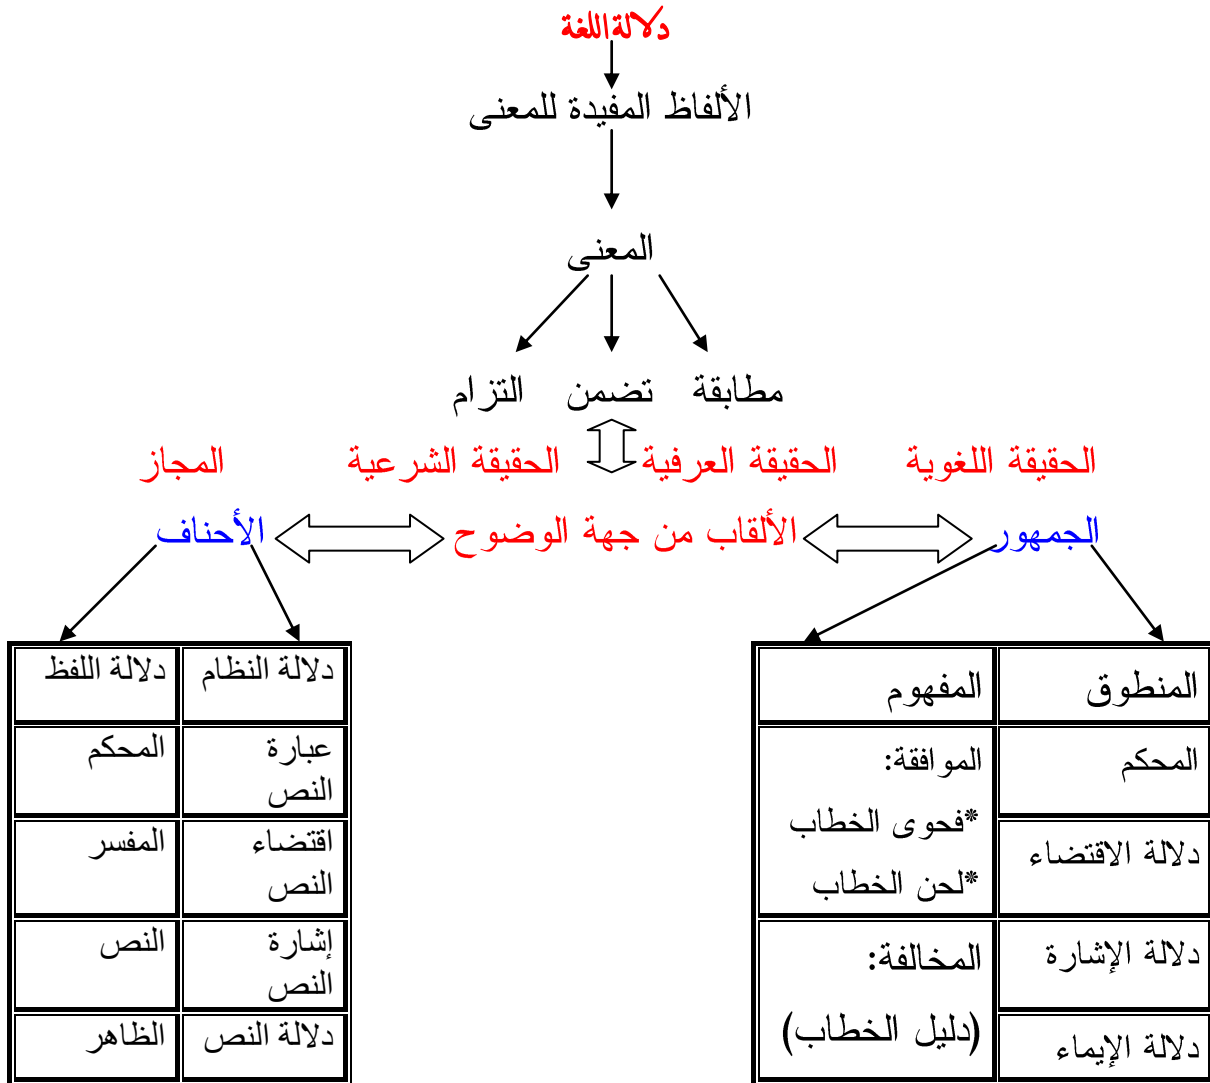 دلالة اللغة
الألفاظ المفيدة للمعنى
المعنى
مطابقة تضمن التزام
الحقيقة اللغوية الحقيقة العرفية الحقيقة الشرعية المجاز
الجمهور الألقاب من جهة الوضوح الأحناف
المنطوق المفهوم
المحكم
دلالة الاقتضاء
دلالة الإشارة
دلالة الإيماء
الموافقة:
*فحوى الخطاب
*لحن الخطاب
المخالفة:
(دليل الخطاب)
دلالة النظام دلالة اللفظ
عبارة
النص
المحكم
اقتضاء
النص
المفسر
إشارة
النص
النص
دلالة النص الظاهر